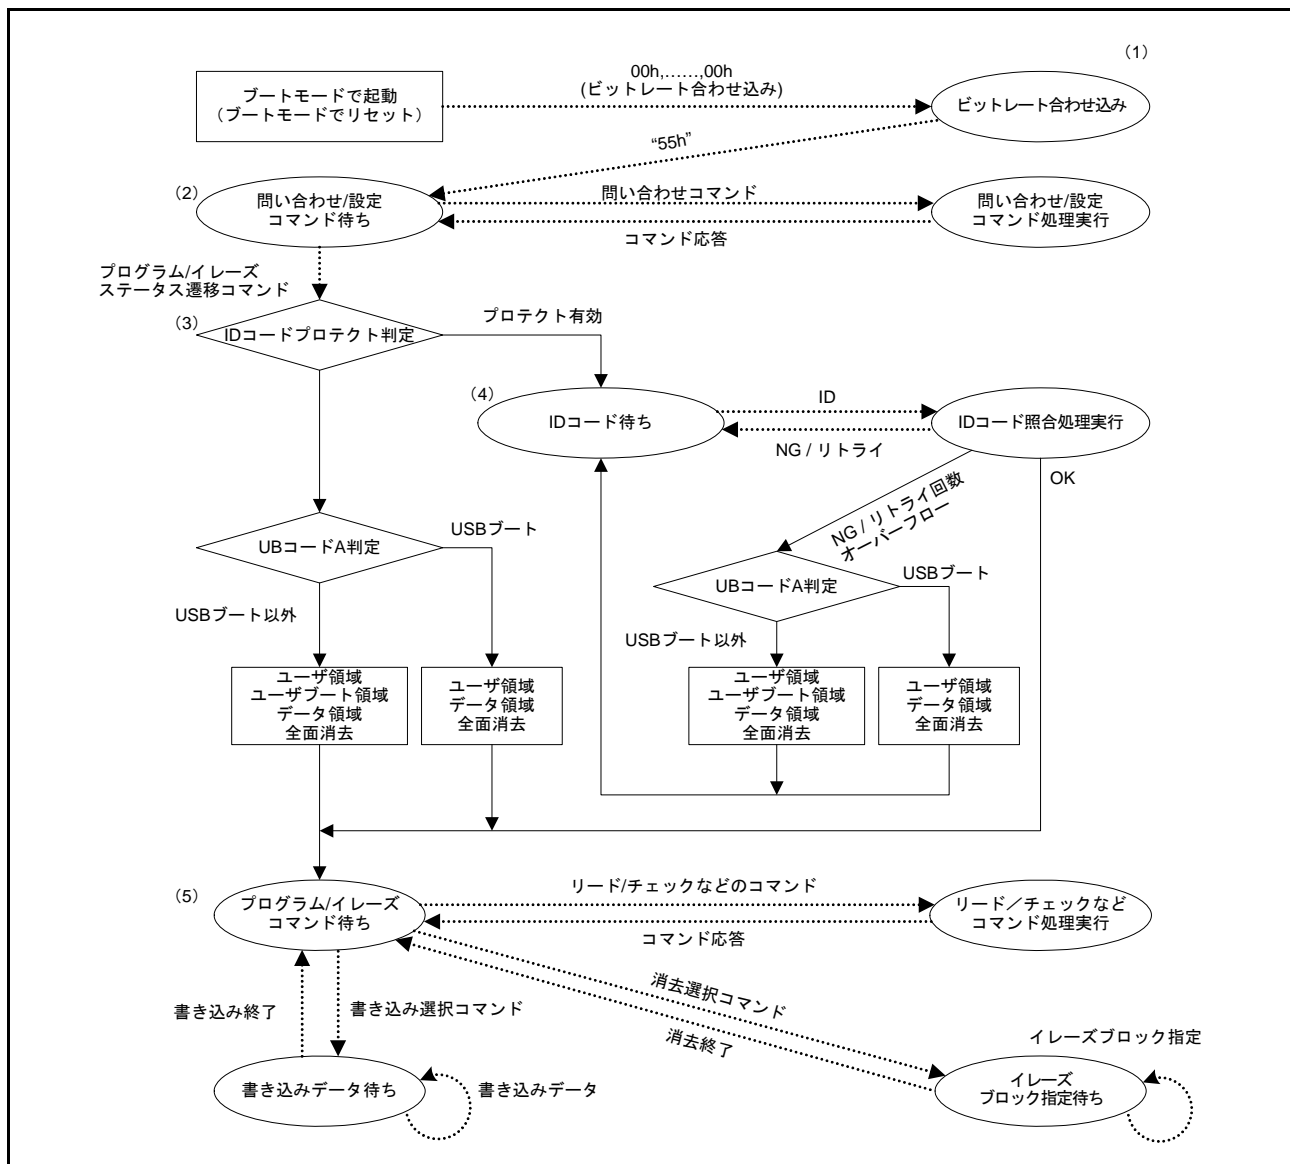 (1)
00h,……,00h
(ビットレート合わせ込み)
ブートモードで起動
(ブートモードでリセット)
ビットレート合わせ込み
“55h”
(2)
問い合わせ/設定
コマンド待ち
問い合わせコマンド
コマンド応答
問い合わせ/設定
コマンド処理実行
プログラム/イレーズ
ステータス遷移コマンド
(3)
IDコードプロテクト判定
プロテクト有効
(4)
IDコード待ち
ID
NG / リトライ
IDコード照合処理実行
OK
NG / リトライ回数
オーバーフロー
UBコードA判定
USBブート
USBブート以外
UBコードA判定
USBブート
USBブート以外
ユーザ領域
ユーザブート領域
データ領域
全面消去
ユーザ領域
データ領域
全面消去
ユーザ領域
ユーザブート領域
データ領域
全面消去
ユーザ領域
データ領域
全面消去
(5)
プログラム/イレーズ
コマンド待ち
リード/チェックなどのコマンド
コマンド応答
リード／チェックなど
コマンド処理実行
消去選択コマンド
消去終了
書き込み終了
書き込み選択コマンド
書き込みデータ待ち
書き込みデータ
イレーズブロック指定
イレーズ
ブロック指定待ち